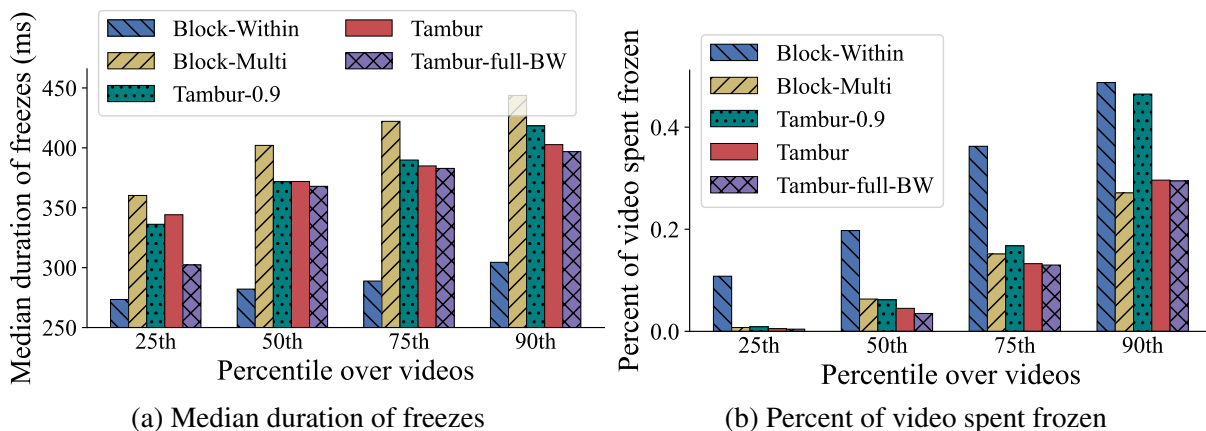 Median duration of freezes (ms)
450
400
350
300
250
Block-Within
Block-Multi
Tambur-0.9
Tambur
Tambur-full-BW
25th 50th 75th 90th
Percentile over videos
(a) Median duration of freezes
Percent of video spent frozen
0.4
0.2
0.0
Block-Within
Block-Multi
Tambur-0.9
Tambur
Tambur-full-BW
25th 50th 75th 90th
Percentile over videos
(b) Percent of video spent frozen